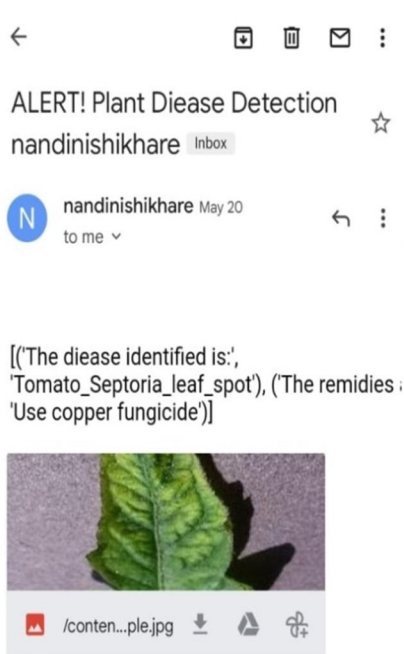 ALERT! Plant Diease Detection
nandinishikhare Inbox
N
nandinishikhare May 20
to me
[('The diease identified is:',
'Tomato_Septoria_leaf_spot'), ('The remidies
'Use copper fungicide')]
/conten...ple.jpg